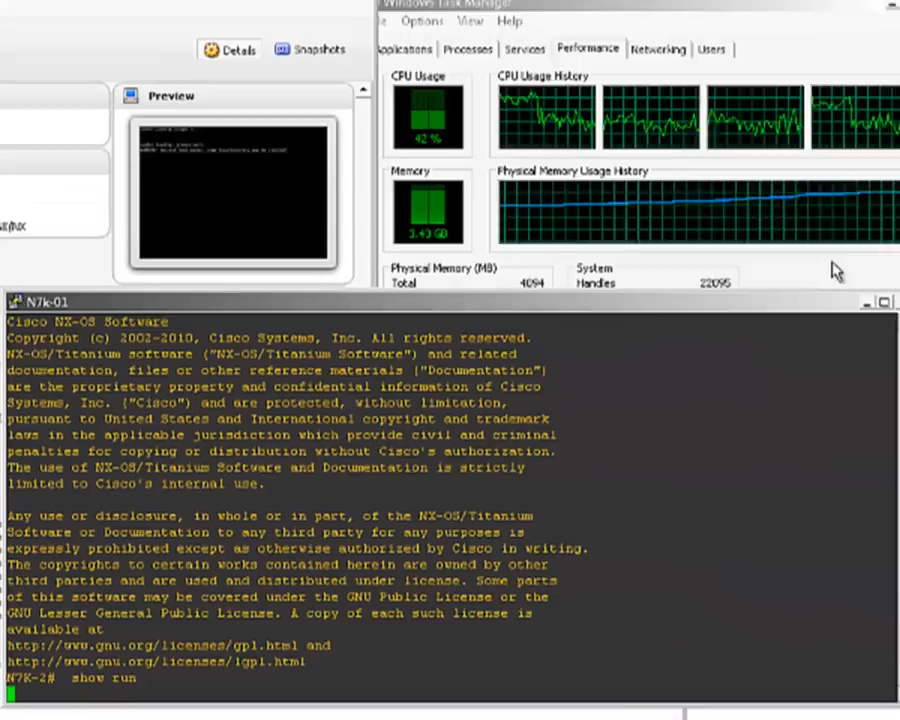 Windows Task Manager
Options View Help
Details Snapshots
Applications Processes Services Performance Networking Users
CPU Usage CPU Usage History
Preview
42 %
Memory Physical Memory Usage History
3.43 GB
Physical Memory (MB) System
Total 4094 Handles 22095
N7k-01
Cisco NX-OS Software
Copyright (c) 2002-2010, Cisco Systems, Inc. All rights reserved.
NX-OS/Titanium software ("NX-OS/Titanium Software") and related
documentation, files or other reference materials ("Documentation")
are the proprietary property and confidential information of Cisco
Systems, Inc. ("Cisco") and are protected, without limitation,
pursuant to United States and International copyright and trademark
laws in the applicable jurisdiction which provide civil and criminal
penalties for copying or distribution without Cisco's authorization.
The use of NX-OS/Titanium Software and Documentation is strictly
limited to Cisco's internal use.
Any use or disclosure, in whole or in part, of the NX-OS/Titanium
Software or Documentation to any third party for any purposes is
expressly prohibited except as otherwise authorized by Cisco in writing.
The copyrights to certain works contained herein are owned by other
third parties and are used and distributed under license. Some parts
of this software may be covered under the GNU Public License or the
GNU Lesser General Public License. A copy of each such license is
available at
http://www.gnu.org/licenses/gpl.html and
http://www.gnu.org/licenses/lgpl.html
N7K-2# show run